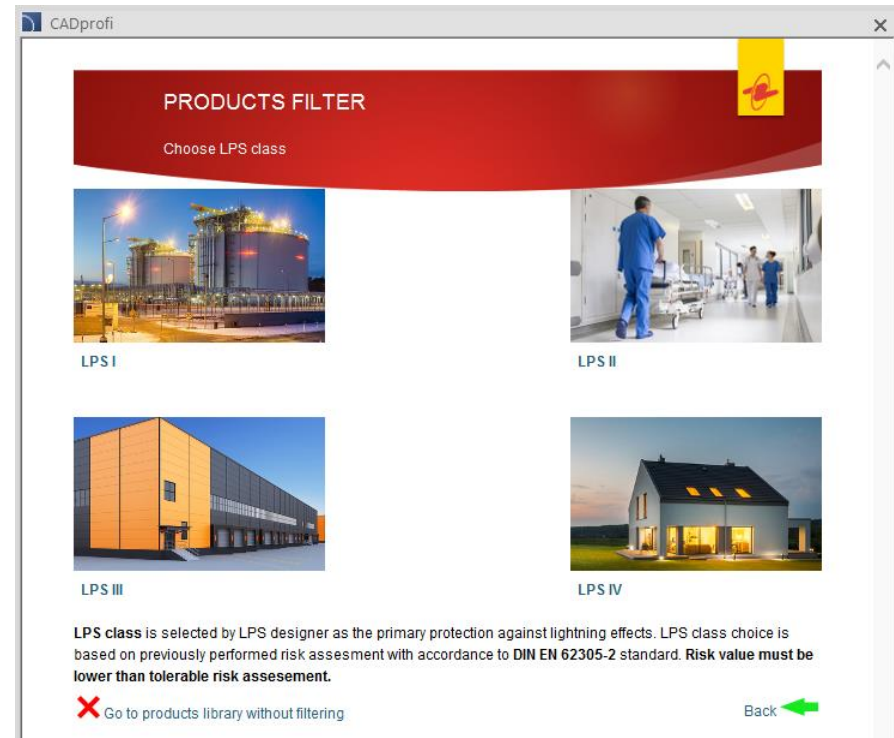 CADprofi
PRODUCTS FILTER
Choose LPS class
LPS I
LPS II
LPS III
LPS IV
LPS class is selected by LPS designer as the primary protection against lightning effects. LPS class choice is
based on previously performed risk assesment with accordance to DIN EN 62305-2 standard. Risk value must be
lower than tolerable risk assesement.
Go to products library without filtering
Back